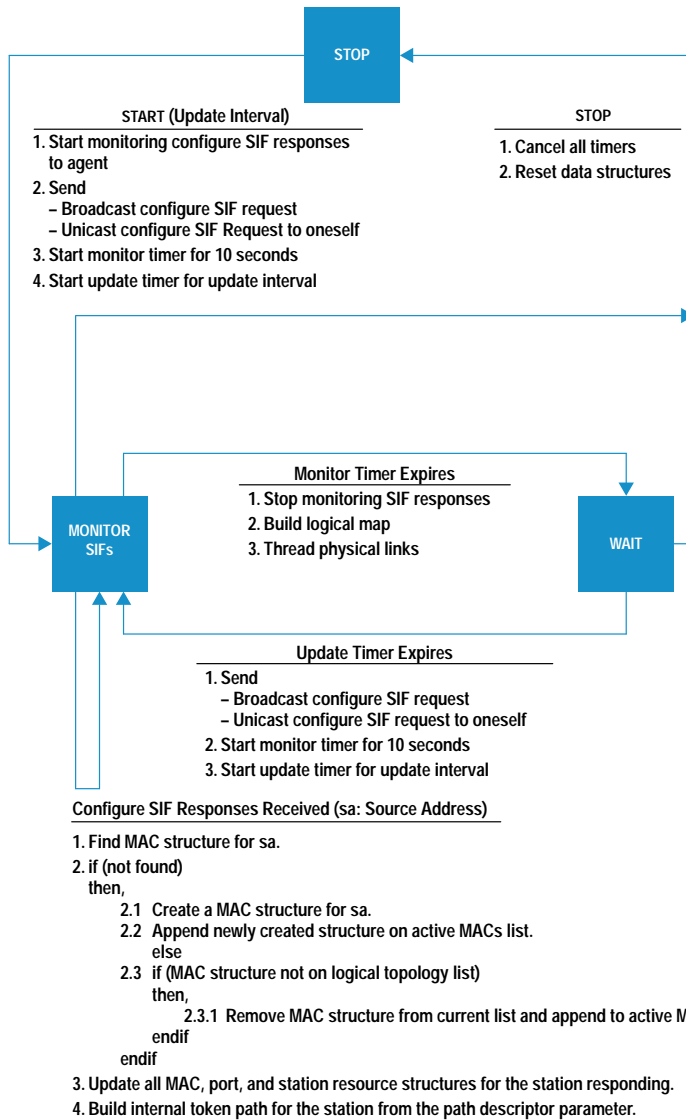 STOP
START (Update Interval)
1. Start monitoring configure SIF responses
to agent
2. Send
– Broadcast configure SIF request
– Unicast configure SIF Request to oneself
3. Start monitor timer for 10 seconds
4. Start update timer for update interval
STOP
1. Cancel all timers
2. Reset data structures
Monitor Timer Expires
1. Stop monitoring SIF responses
2. Build logical map
3. Thread physical links
MONITOR
SIFs
WAIT
Update Timer Expires
1. Send
– Broadcast configure SIF request
– Unicast configure SIF request to oneself
2. Start monitor timer for 10 seconds
3. Start update timer for update interval
Configure SIF Responses Received (sa: Source Address)
1. Find MAC structure for sa.
2. if (not found)
then,
2.1 Create a MAC structure for sa.
2.2 Append newly created structure on active MACs list.
else
2.3 if (MAC structure not on logical topology list)
then,
2.3.1 Remove MAC structure from current list and append to active
endif
endif
3. Update all MAC, port, and station resource structures for the station responding.
4. Build internal token path for the station from the path descriptor parameter.